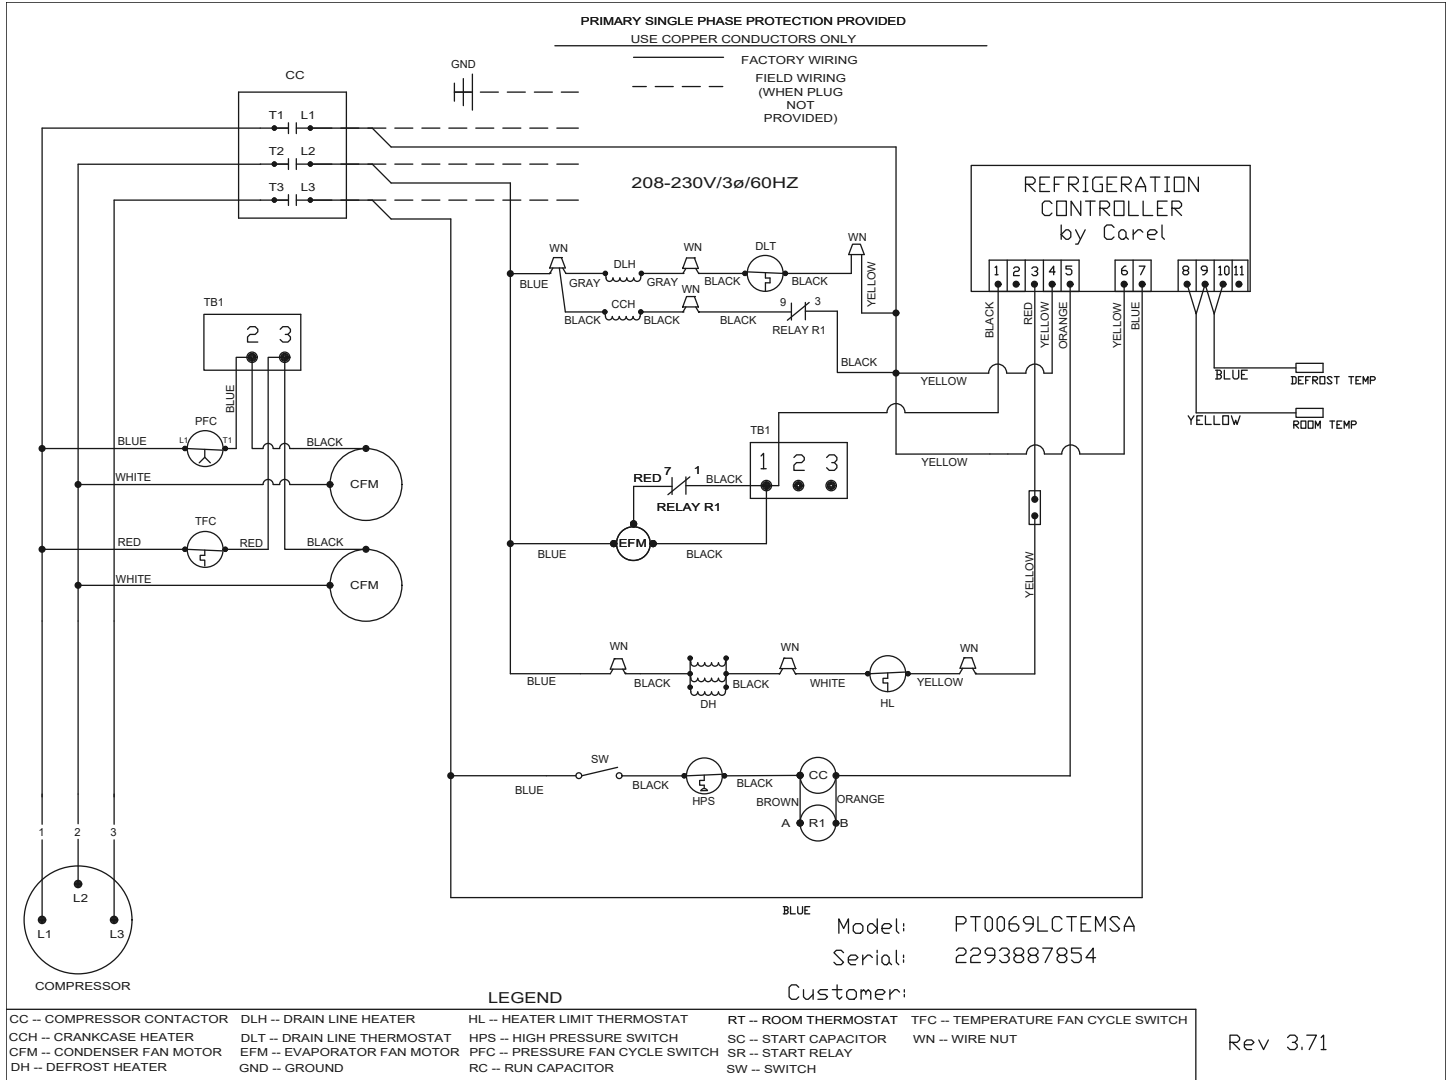 PRIMARY SINGLE PHASE PROTECTION PROVIDED
USE COPPER CONDUCTORS ONLY
FACTORY WIRING
FIELD WIRING
(WHEN PLUG
NOT
PROVIDED)
GND
CC
T1 L1
T2 L2
T3 L3
208-230V/3ø/60HZ
REFRIGERATION
CONTROLLER
by Carel
1 2 3 4 5 6 7 8 9 10 11
BLACK
RED
YELLOW
ORANGE
YELLOW
BLUE
BLUE
DEFROST TEMP
YELLOW
ROOM TEMP
WN
DLH
WN
DLT
WN
BLUE
GRAY
GRAY
BLACK
BLACK
YELLOW
CCH
WN
9 3
BLACK
BLACK
BLACK
RELAY R1
BLACK
YELLOW
YELLOW
TB1
2 3
BLUE
PFC
L1 T1
BLUE
BLACK
WHITE
CFM
TFC
RED
RED
BLACK
WHITE
CFM
TB1
1 2 3
RED 7 1 BLACK
RELAY R1
EFM
BLUE
BLACK
YELLOW
WN
WN
WN
BLUE
BLACK
BLACK
WHITE
YELLOW
DH
HL
SW
BLUE
BLACK
BLACK
HPS
CC
BROWN
ORANGE
A R1 B
BLUE
1 2 3
L2
L1 L3
COMPRESSOR
Model: PT0069LCTEMSA
Serial: 2293887854
Customer:
LEGEND
CC -- COMPRESSOR CONTACTOR DLH -- DRAIN LINE HEATER HL -- HEATER LIMIT THERMOSTAT RT -- ROOM THERMOSTAT TFC -- TEMPERATURE FAN CYCLE SWITCH
CCH -- CRANKCASE HEATER DLT -- DRAIN LINE THERMOSTAT HPS -- HIGH PRESSURE SWITCH SC -- START CAPACITOR WN -- WIRE NUT
CFM -- CONDENSER FAN MOTOR EFM -- EVAPORATOR FAN MOTOR PFC -- PRESSURE FAN CYCLE SWITCH SR -- START RELAY
DH -- DEFROST HEATER GND -- GROUND RC -- RUN CAPACITOR SW -- SWITCH
Rev 3.71